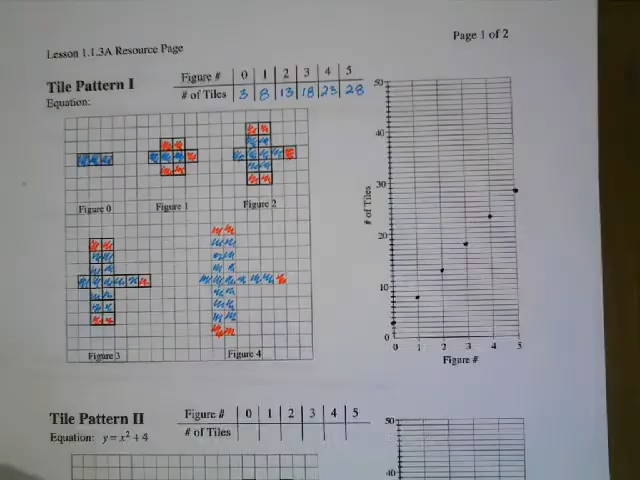 Page 1 of 2
Lesson 1.1.3A Resource Page
Tile Pattern I
Equation:
Figure # 0 1 2 3 4 5
# of Tiles 3 8 13 18 23 28
Figure 0
Figure 1
Figure 2
Figure 3
Figure 4
50
40
30
20
10
0
# of Tiles
0 1 2 3 4 5
Figure #
Tile Pattern II
Equation: y = x² + 4
Figure # 0 1 2 3 4 5
# of Tiles
50
40